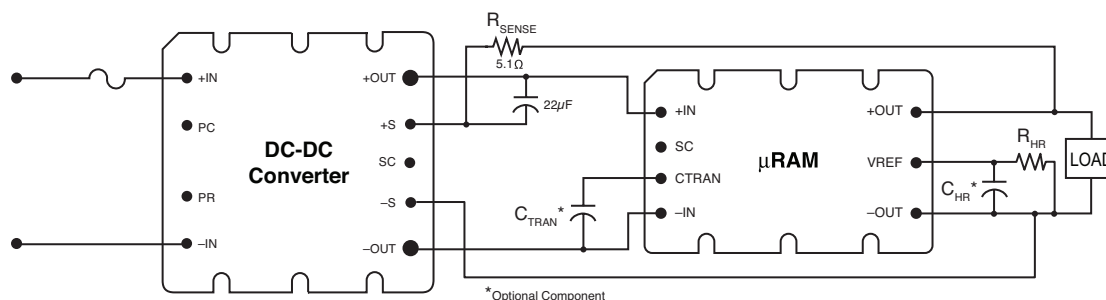 R_SENSE
5.1Ω
+IN
+OUT
22µF
+IN
+OUT
PC
+S
R_HR
DC-DC
Converter
SC
SC
µRAM
VREF
LOAD
PR
–S
CTRAN
C_HR*
C_TRAN*
–IN
–OUT
–IN
–OUT
*Optional Component